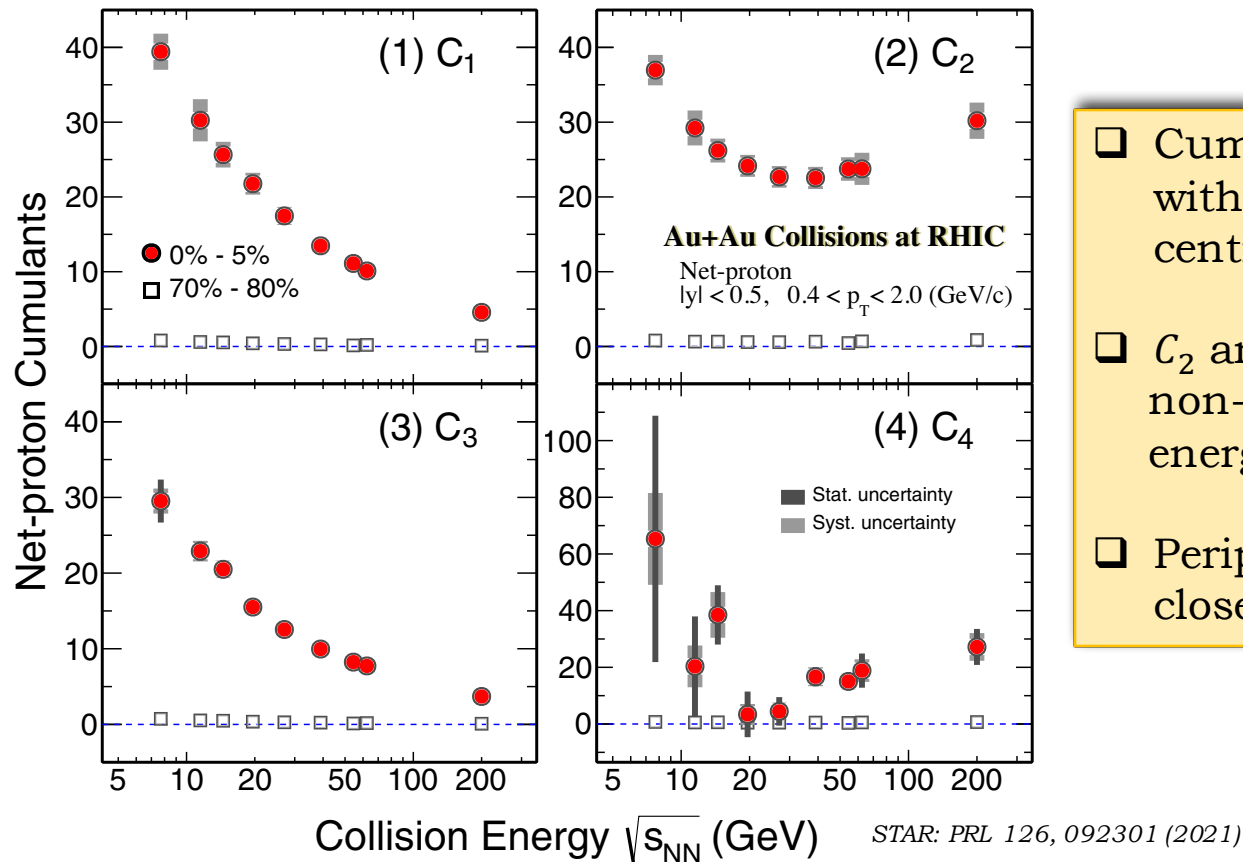 Net-proton Cumulants
40
30
20
10
0
(1) C₁
0% - 5%
70% - 80%
40
30
20
10
0
(2) C₂
Au+Au Collisions at RHIC
Net-proton
|y| < 0.5, 0.4 < p_T < 2.0 (GeV/c)
40
30
20
10
0
(3) C₃
5 10 20 50 100 200
100
80
60
40
20
0
(4) C₄
Stat. uncertainty
Syst. uncertainty
5 10 20 50 100 200
Collision Energy √s_NN (GeV)
STAR: PRL 126, 092301 (2021)
❑ Cum
with
cent
❑ C₂ an
non-
energ
❑ Perip
close